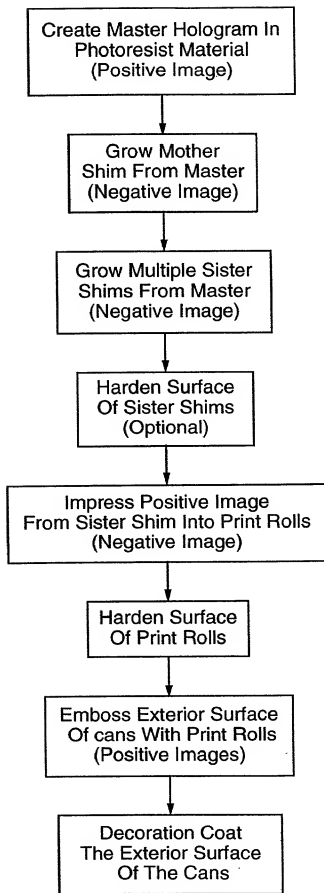 Create Master Hologram In
Photoresist Material
(Positive Image)
Grow Mother
Shim From Master
(Negative Image)
Grow Multiple Sister
Shims From Master
(Negative Image)
Harden Surface
Of Sister Shims
(Optional)
Impress Positive Image
From Sister Shim Into Print Rolls
(Negative Image)
Harden Surface
Of Print Rolls
Emboss Exterior Surface
Of cans With Print Rolls
(Positive Images)
Decoration Coat
The Exterior Surface
Of The Cans